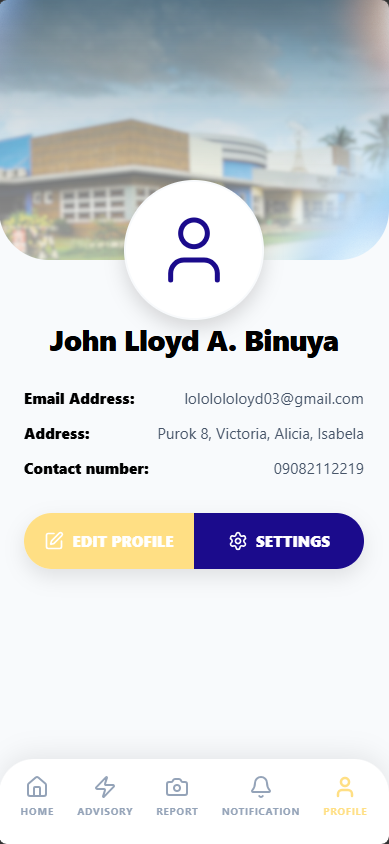 John Lloyd A. Binuya
Email Address: lololololoyd03@gmail.com
Address: Purok 8, Victoria, Alicia, Isabela
Contact number: 09082112219
EDIT PROFILE SETTINGS
HOME ADVISORY REPORT NOTIFICATION PROFILE